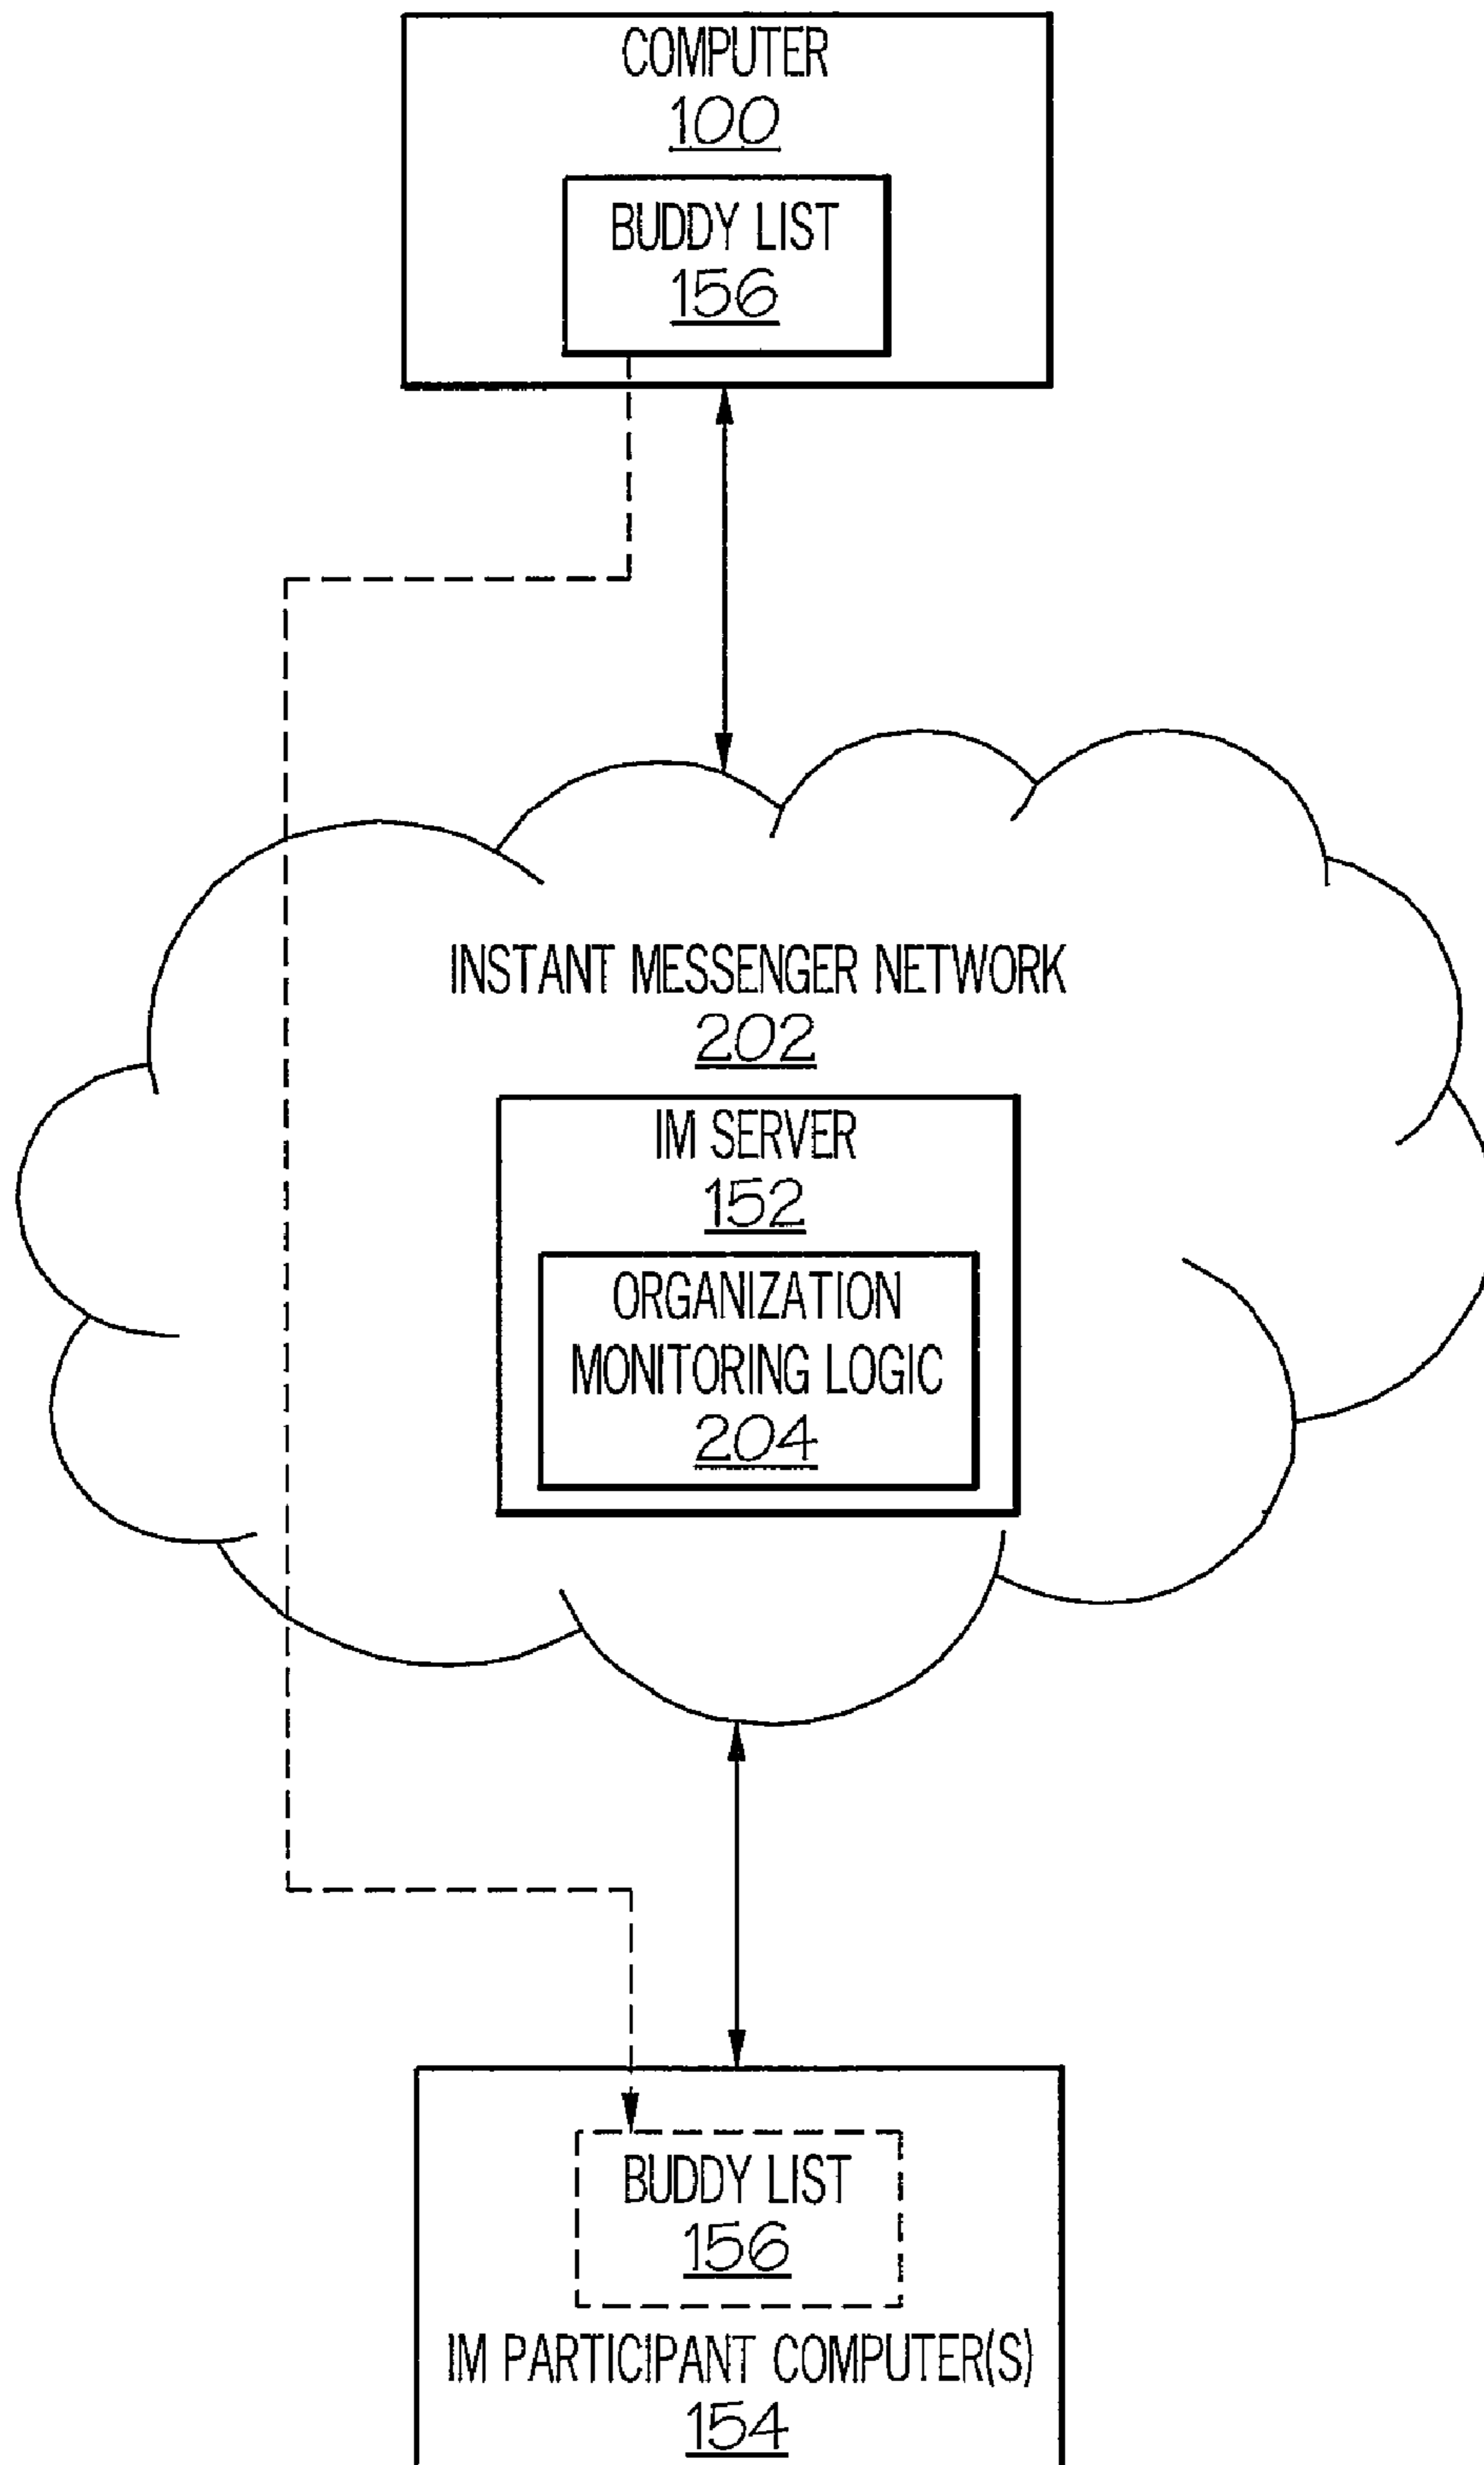 COMPUTER
100
BUDDY LIST
156
INSTANT MESSENGER NETWORK
202
IM SERVER
152
ORGANIZATION
MONITORING LOGIC
204
BUDDY LIST
156
IM PARTICIPANT COMPUTER(S)
154